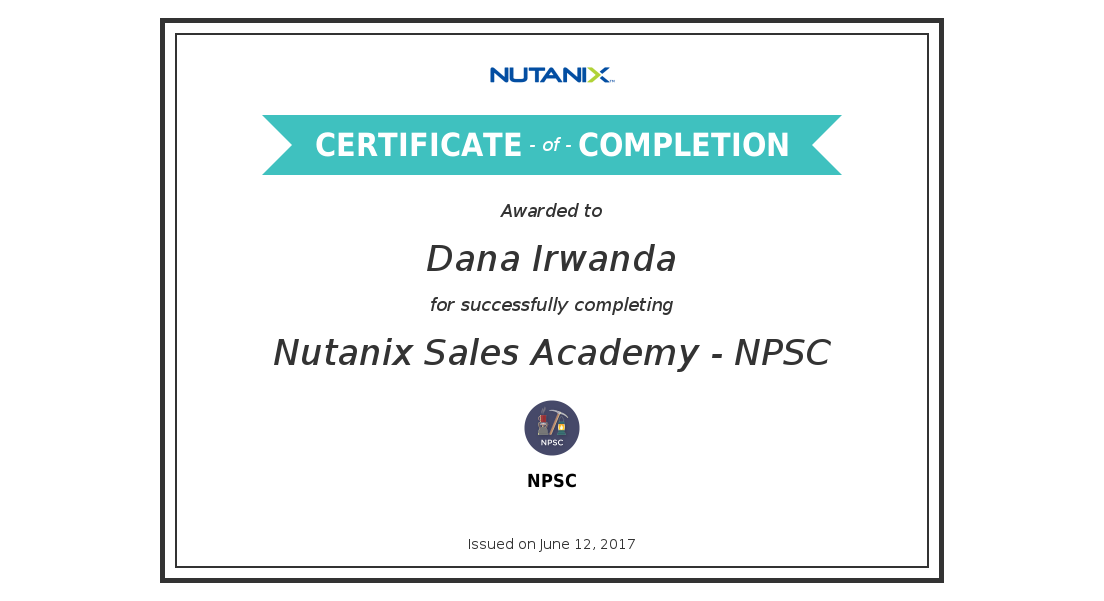 NUTANIX
CERTIFICATE - of - COMPLETION
Awarded to
Dana Irwanda
for successfully completing
Nutanix Sales Academy - NPSC
NPSC
NPSC
Issued on June 12, 2017